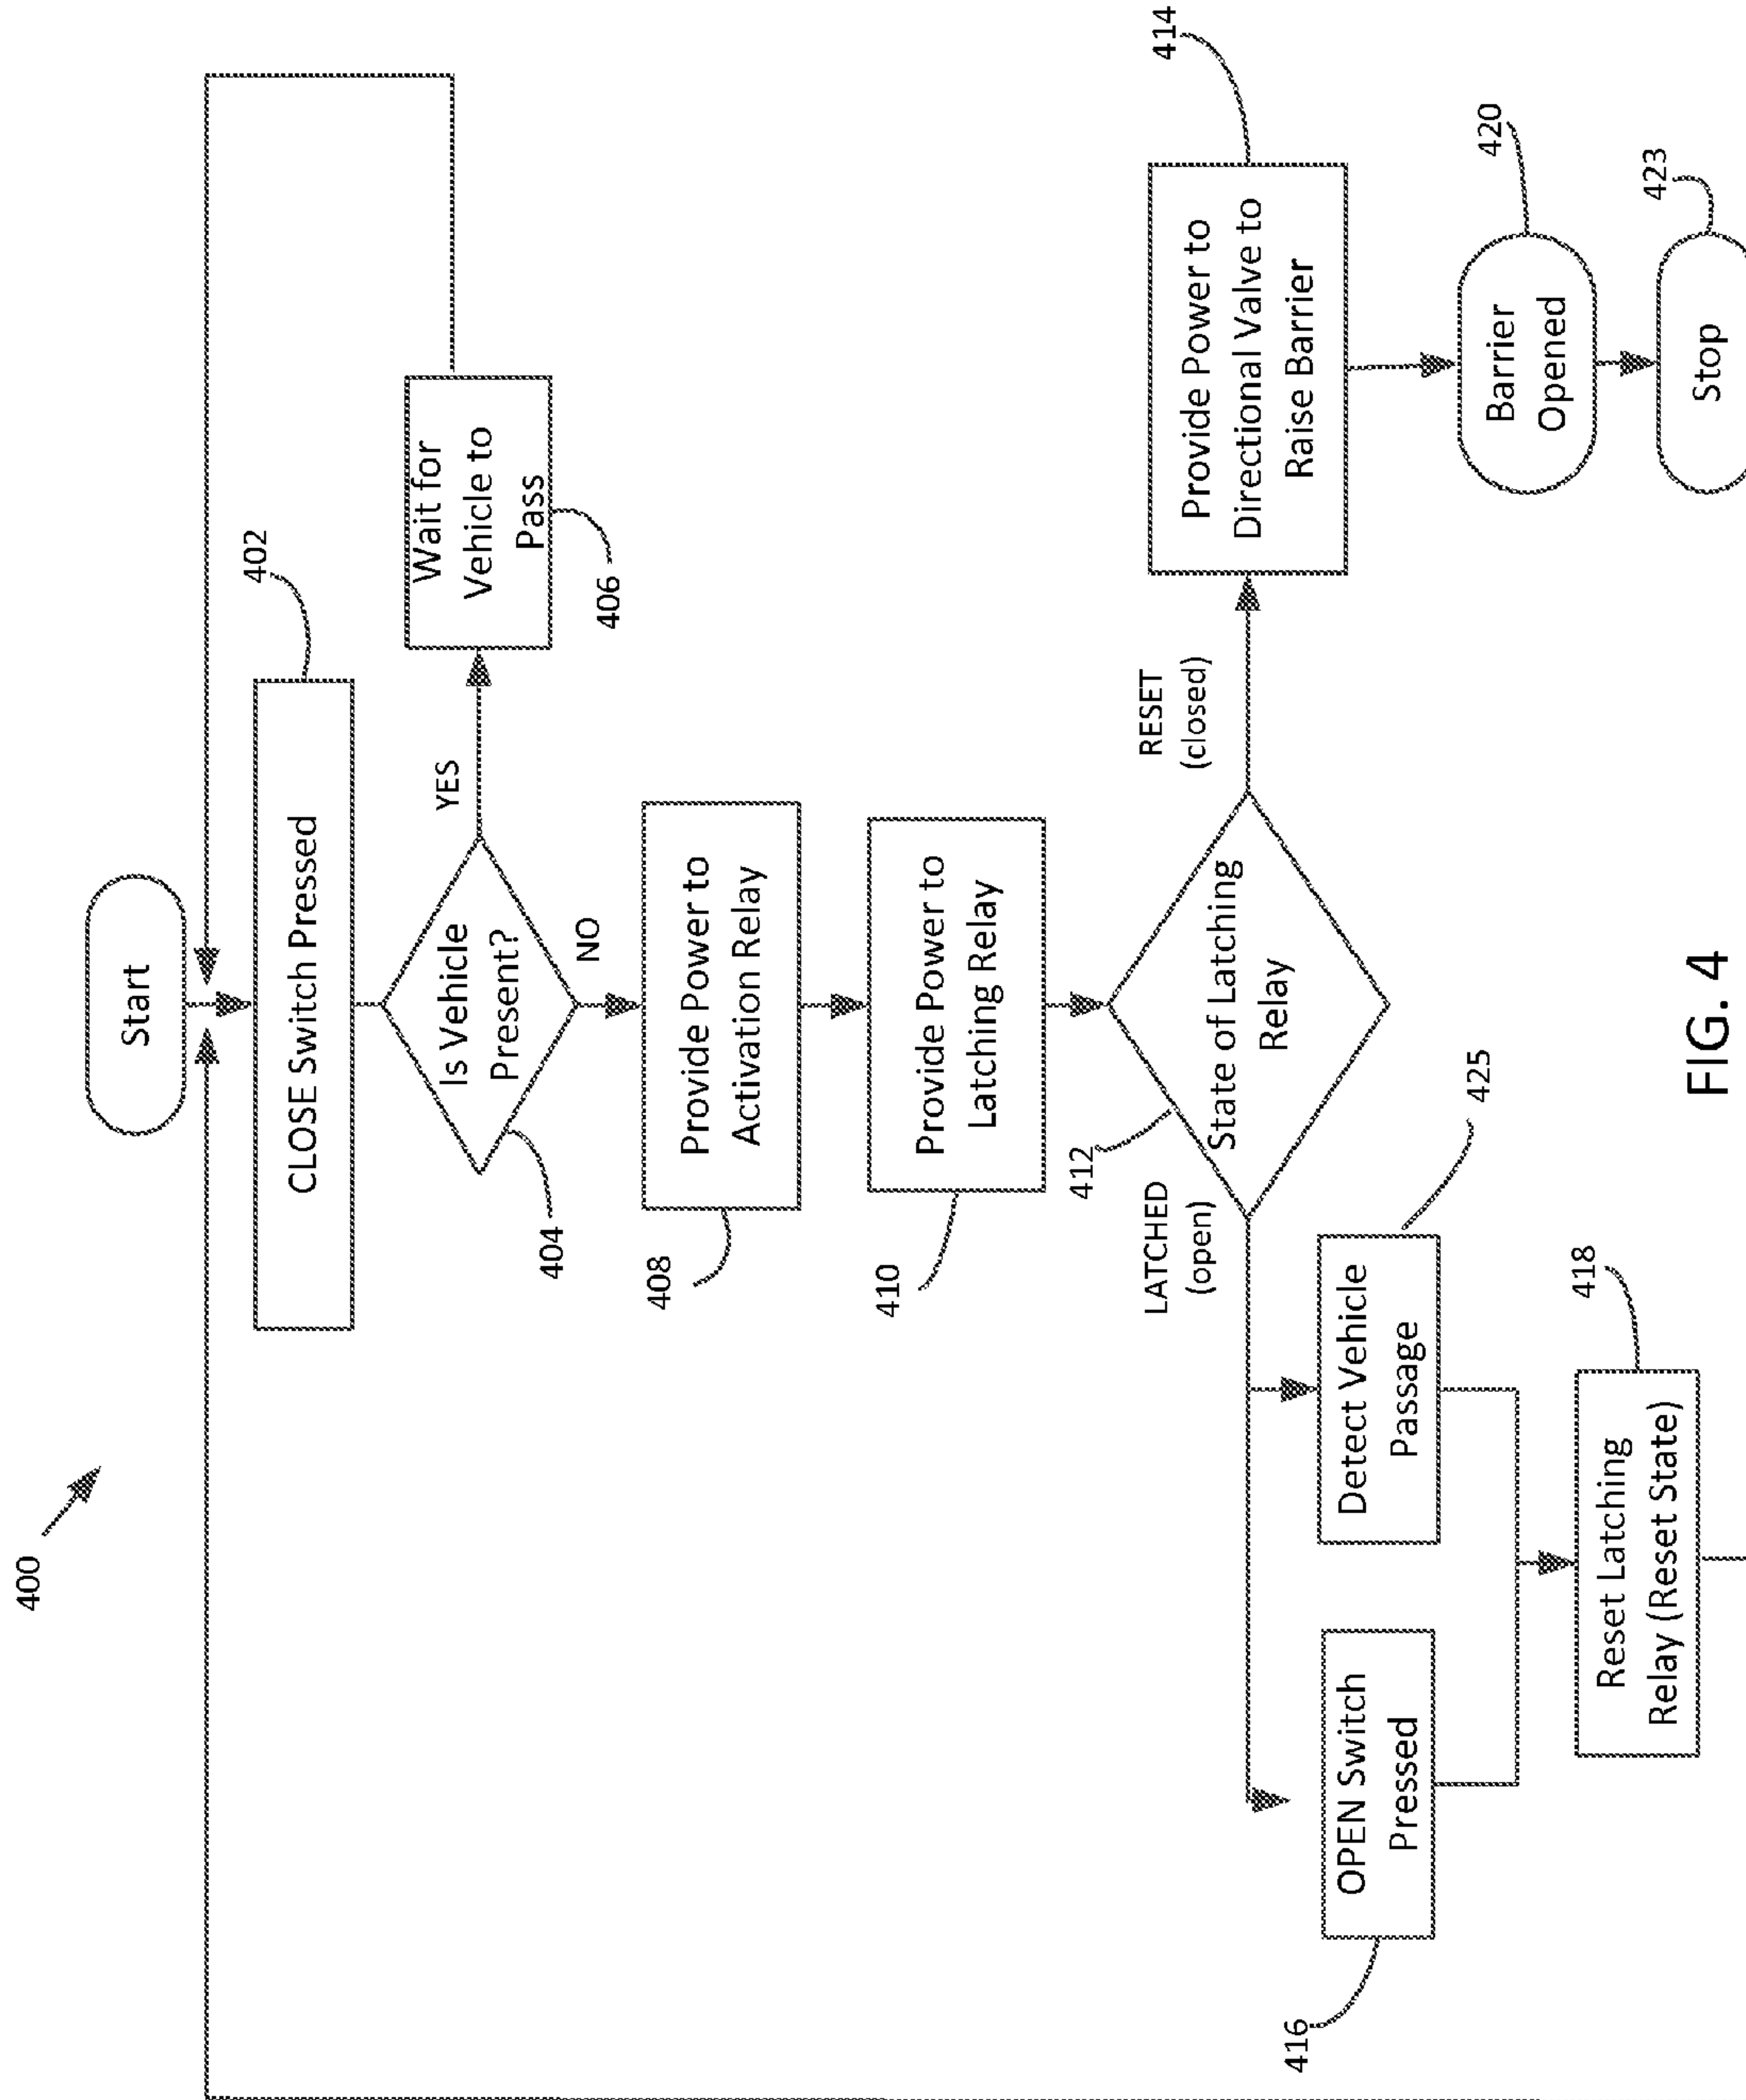 400
Start
CLOSE Switch Pressed
402
Is Vehicle
Present?
404
YES
NO
Wait for
Vehicle to
Pass
406
Provide Power to
Activation Relay
408
Provide Power to
Latching Relay
410
State of Latching
Relay
412
LATCHED
(open)
RESET
(closed)
OPEN Switch
Pressed
416
Detect Vehicle
Passage
425
Reset Latching
Relay (Reset State)
418
Provide Power to
Directional Valve to
Raise Barrier
414
Barrier
Opened
420
Stop
423
FIG. 4